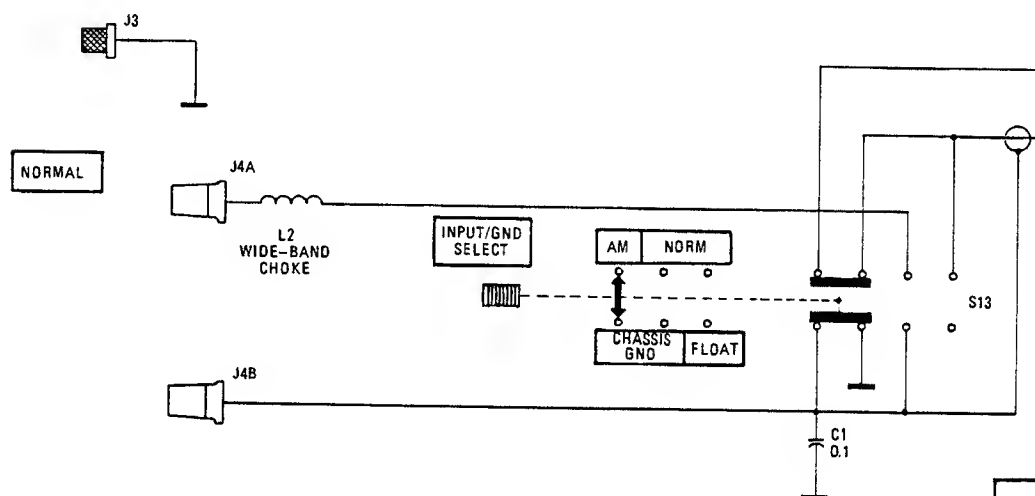 J3
NORMAL
J4A
L2
WIDE-BAND
CHOKE
INPUT/GND
SELECT
AM
NORM
CHASSIS
GND
FLOAT
S13
J4B
C1
0.1